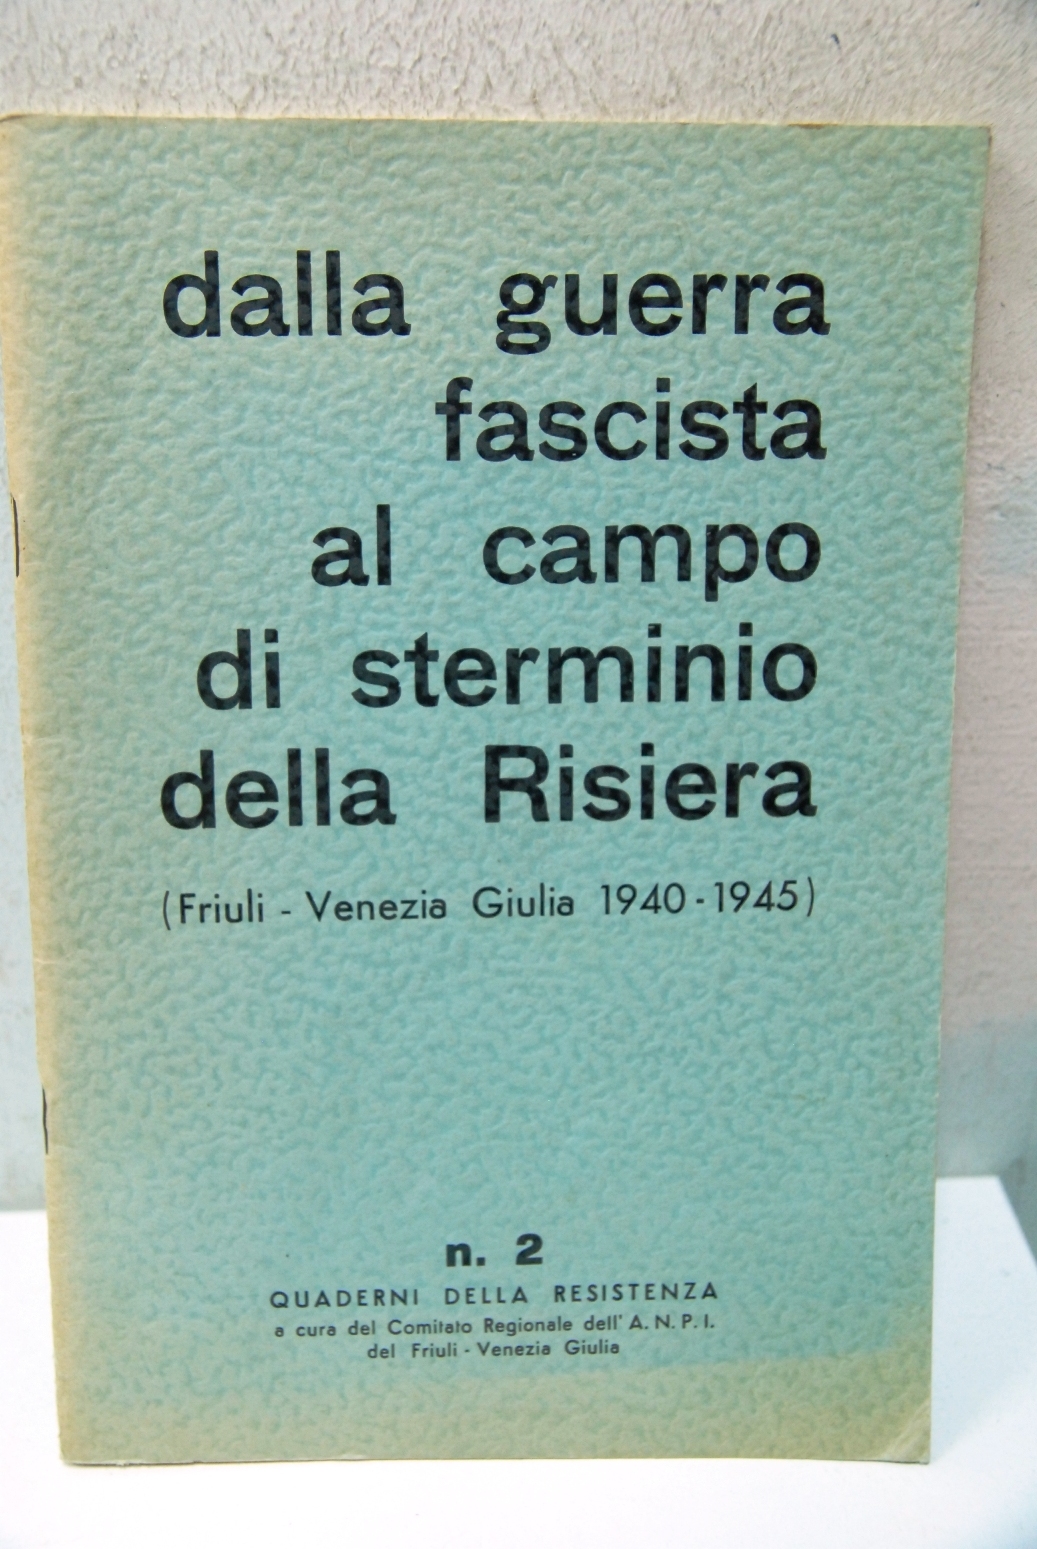 dalla guerra
fascista
al campo
di sterminio
della Risiera
(Friuli - Venezia Giulia 1940-1945)
n. 2
QUADERNI DELLA RESISTENZA
a cura del Comitato Regionale dell' A. N. P. I.
del Friuli - Venezia Giulia